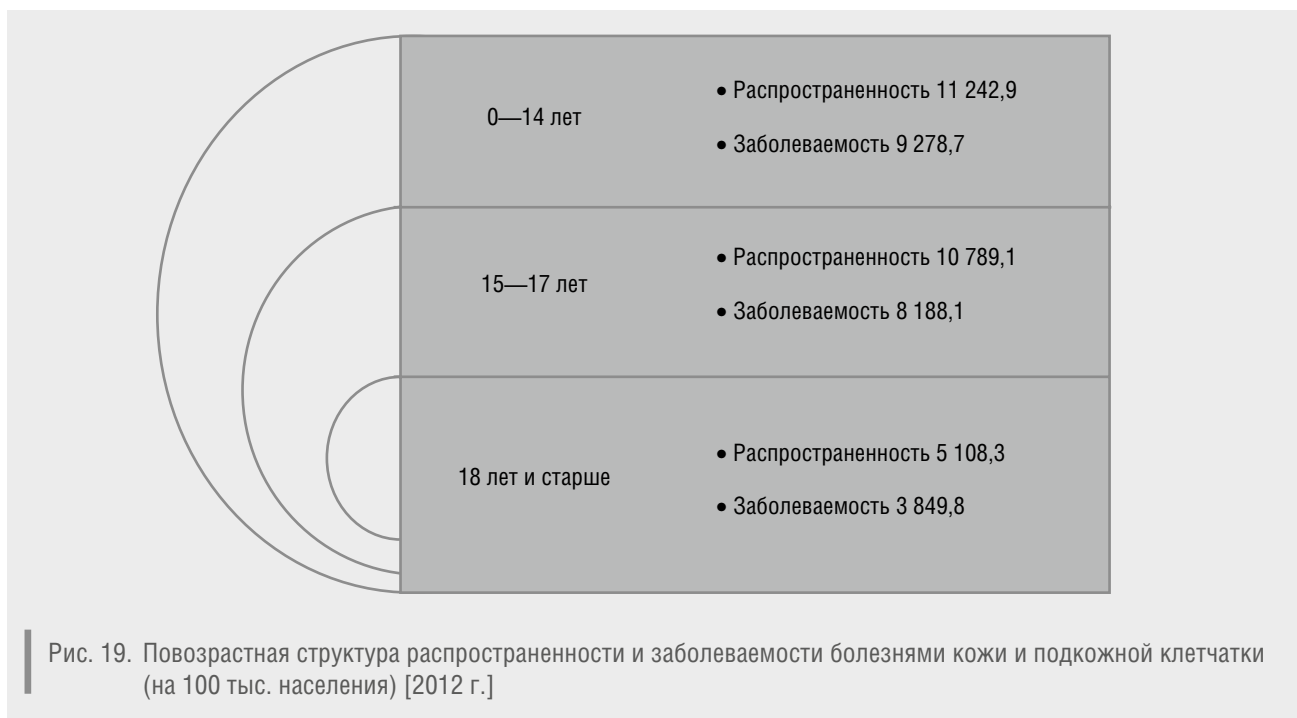 0—14 лет
• Распространенность 11 242,9
• Заболеваемость 9 278,7
15—17 лет
• Распространенность 10 789,1
• Заболеваемость 8 188,1
18 лет и старше
• Распространенность 5 108,3
• Заболеваемость 3 849,8
Рис. 19. Повозрастная структура распространенности и заболеваемости болезнями кожи и подкожной клетчатки
(на 100 тыс. населения) [2012 г.]